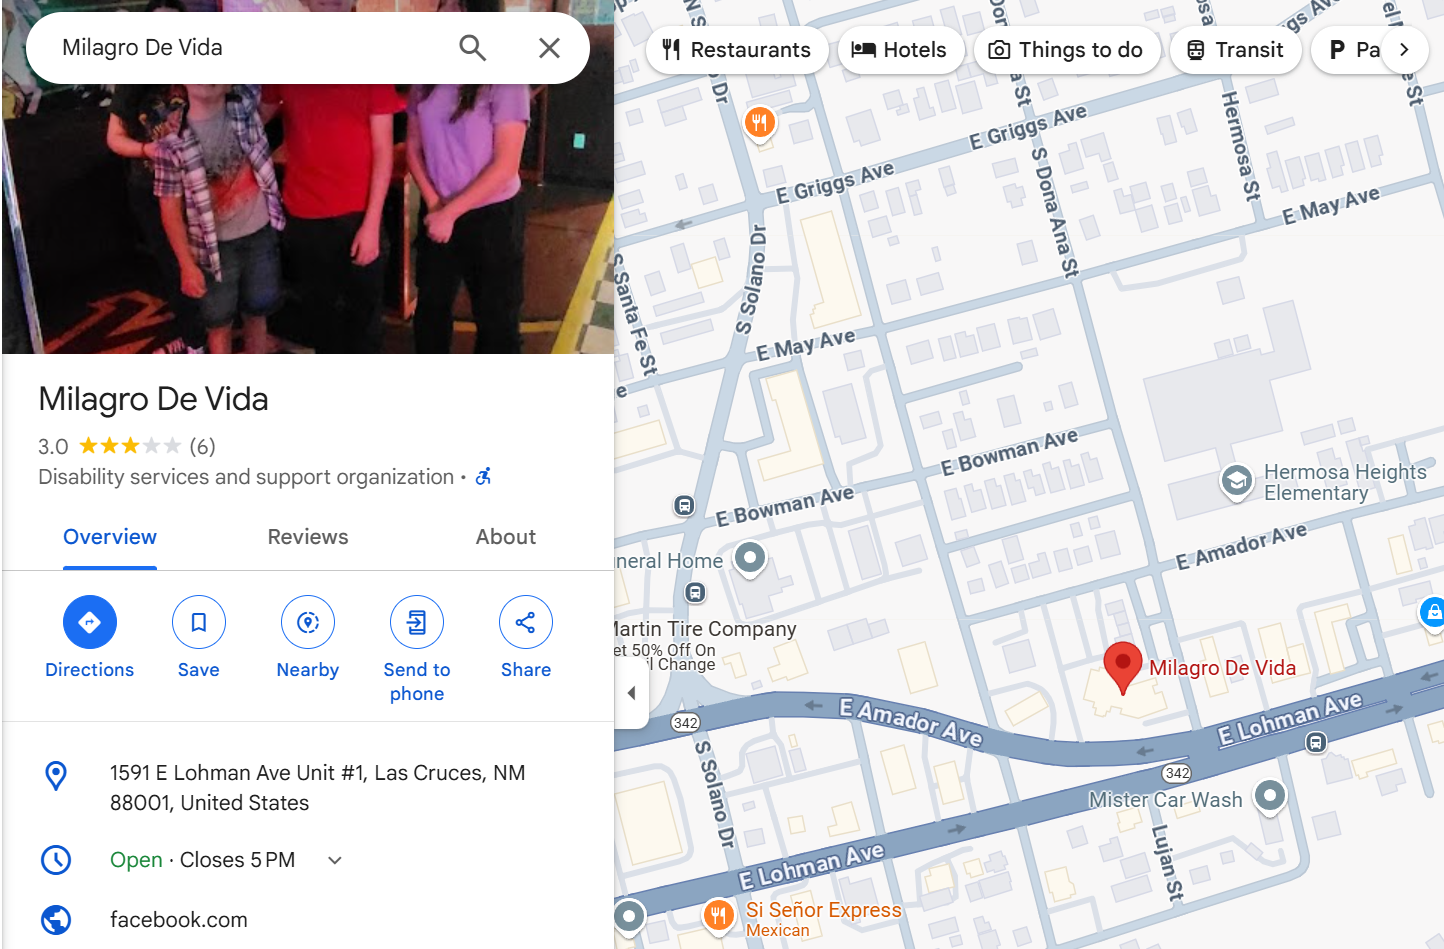 Milagro De Vida
Milagro De Vida
3.0 (6)
Disability services and support organization ·
Overview
Reviews
About
Directions
Save
Nearby
Send to
phone
Share
1591 E Lohman Ave Unit #1, Las Cruces, NM
88001, United States
Open · Closes 5 PM
facebook.com
Restaurants
Hotels
Things to do
Transit
P Pa
E Griggs Ave
E Griggs Ave
S Dona Ana St
Hermosa St
E May Ave
S Solano Dr
S Santa Fe St
E May Ave
E Bowman Ave
E Bowman Ave
Hermosa Heights
Elementary
E Amador Ave
neral Home
Martin Tire Company
et 50% Off On
il Change
Milagro De Vida
342
E Amador Ave
E Lohman Ave
342
Mister Car Wash
S Solano Dr
Lujan St
E Lohman Ave
Si Señor Express
Mexican